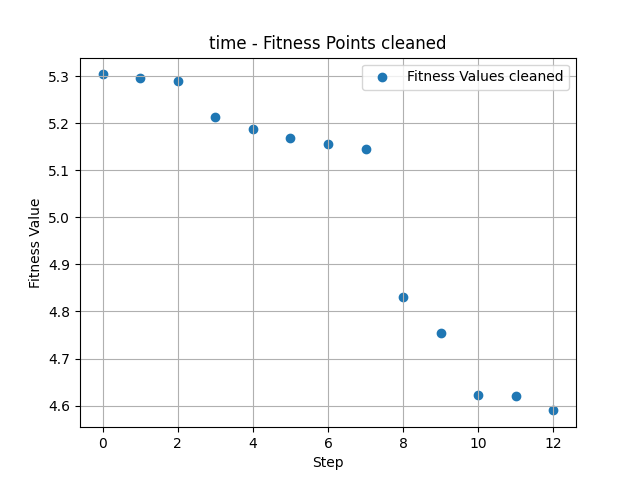 time - Fitness Points cleaned
Fitness Values cleaned
5.3
5.2
5.1
5.0
4.9
4.8
4.7
4.6
Fitness Value
0 2 4 6 8 10 12
Step